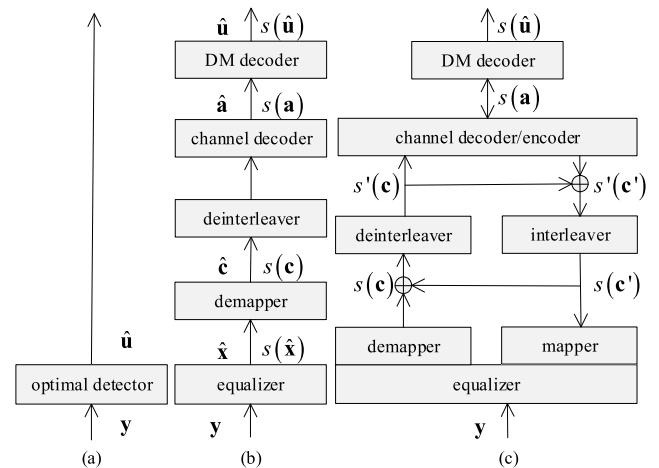 û
optimal detector
y
(a)
û s(û)
DM decoder
â s(a)
channel decoder
deinterleaver
ĉ s(c)
demapper
x̂ s(x̂)
equalizer
y
(b)
s(û)
DM decoder
s(a)
channel decoder/encoder
s'(c) s'(c')
deinterleaver interleaver
s(c) s(c')
demapper mapper
equalizer
y
(c)